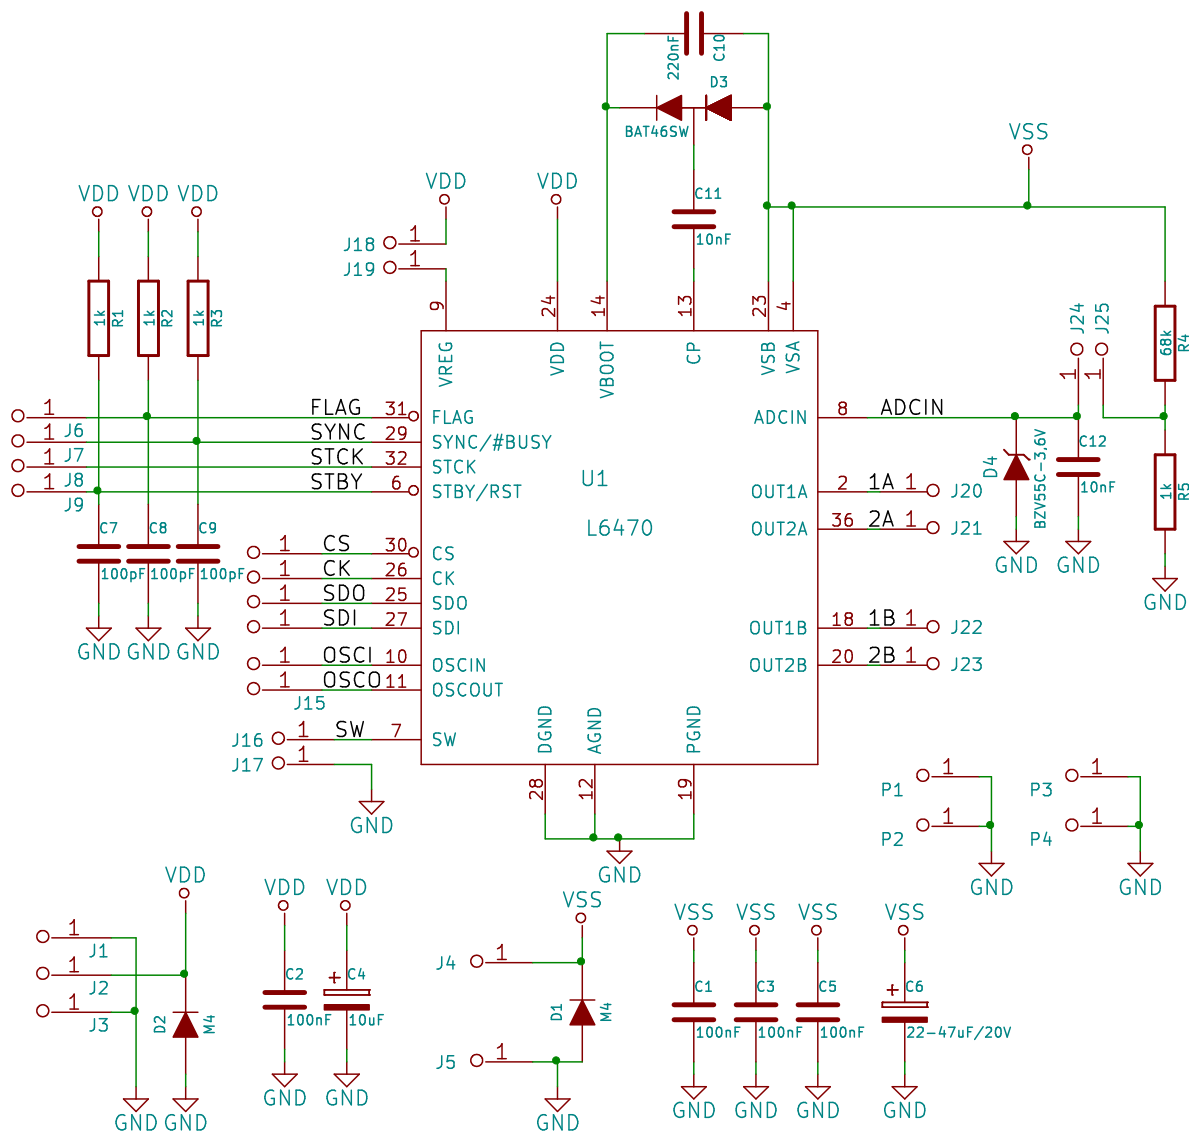 220nF
C10
D3
BAT46SW
VSS
VDD
VDD
C11
10nF
VDD VDD VDD
J18 1
J19 1
9
24
14
13
23
4
1k R1
1k R2
1k R3
J24
J25
1
1
68k R4
VREG
VDD
VBOOT
CP
VSB
VSA
1 FLAG 31 FLAG
J6
1 SYNC 29 SYNC/#BUSY
J7
1 STCK 32 STCK
J8
1 STBY 6 STBY/RST
J9
ADCIN 8 ADCIN
U1
L6470
D4
BZV55C-3,6V
C12
10nF
1k R5
OUT1A 2 1A 1 J20
OUT2A 36 2A 1 J21
GND GND
GND
C7 C8 C9
100pF 100pF 100pF
GND GND GND
1 CS 30 CS
1 CK 26 CK
1 SDO 25 SDO
1 SDI 27 SDI
1 OSCI 10 OSCIN
1 OSCO 11 OSCOUT
J15
OUT1B 18 1B 1 J22
OUT2B 20 2B 1 J23
J16 1 SW 7 SW
J17 1
GND
DGND
AGND
PGND
28
12
19
GND
P1 1
P2 1
GND
P3 1
P4 1
GND
VDD
1
J1
1
J2
1
J3
D2
M4
GND GND
VDD VDD
C2
100nF
+ C4
10uF
GND GND
VSS
J4 1
D1
M4
J5 1
GND
VSS VSS VSS VSS
C1
100nF
C3
100nF
C5
100nF
+ C6
22-47uF/20V
GND GND GND GND